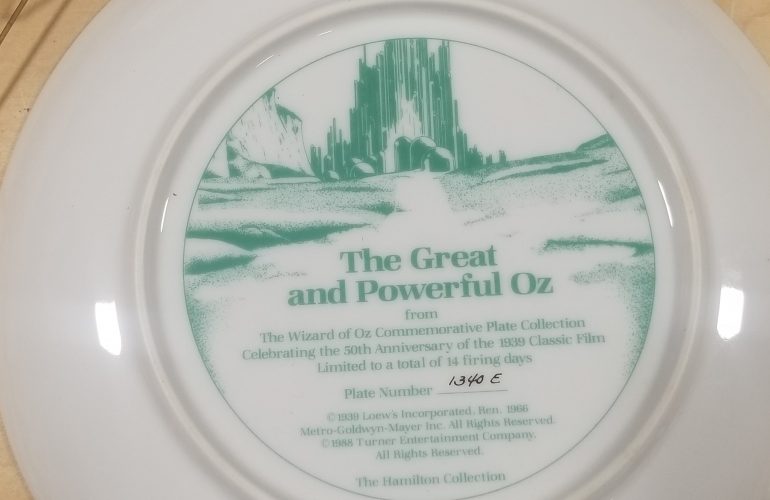 The Great
and Powerful Oz
from
The Wizard of Oz Commemorative Plate Collection
Celebrating the 50th Anniversary of the 1939 Classic Film
Limited to a total of 14 firing days
Plate Number 1340 E
©1939 Loew's Incorporated, Ren. 1966
Metro-Goldwyn-Mayer Inc. All Rights Reserved.
©1988 Turner Entertainment Company.
All Rights Reserved.
The Hamilton Collection